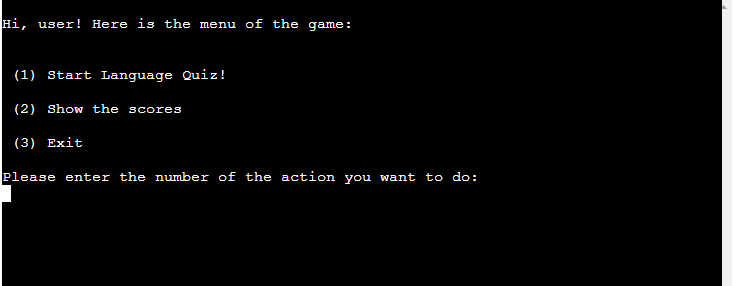 Hi, user! Here is the menu of the game:
(1) Start Language Quiz!
(2) Show the scores
(3) Exit
Please enter the number of the action you want to do: